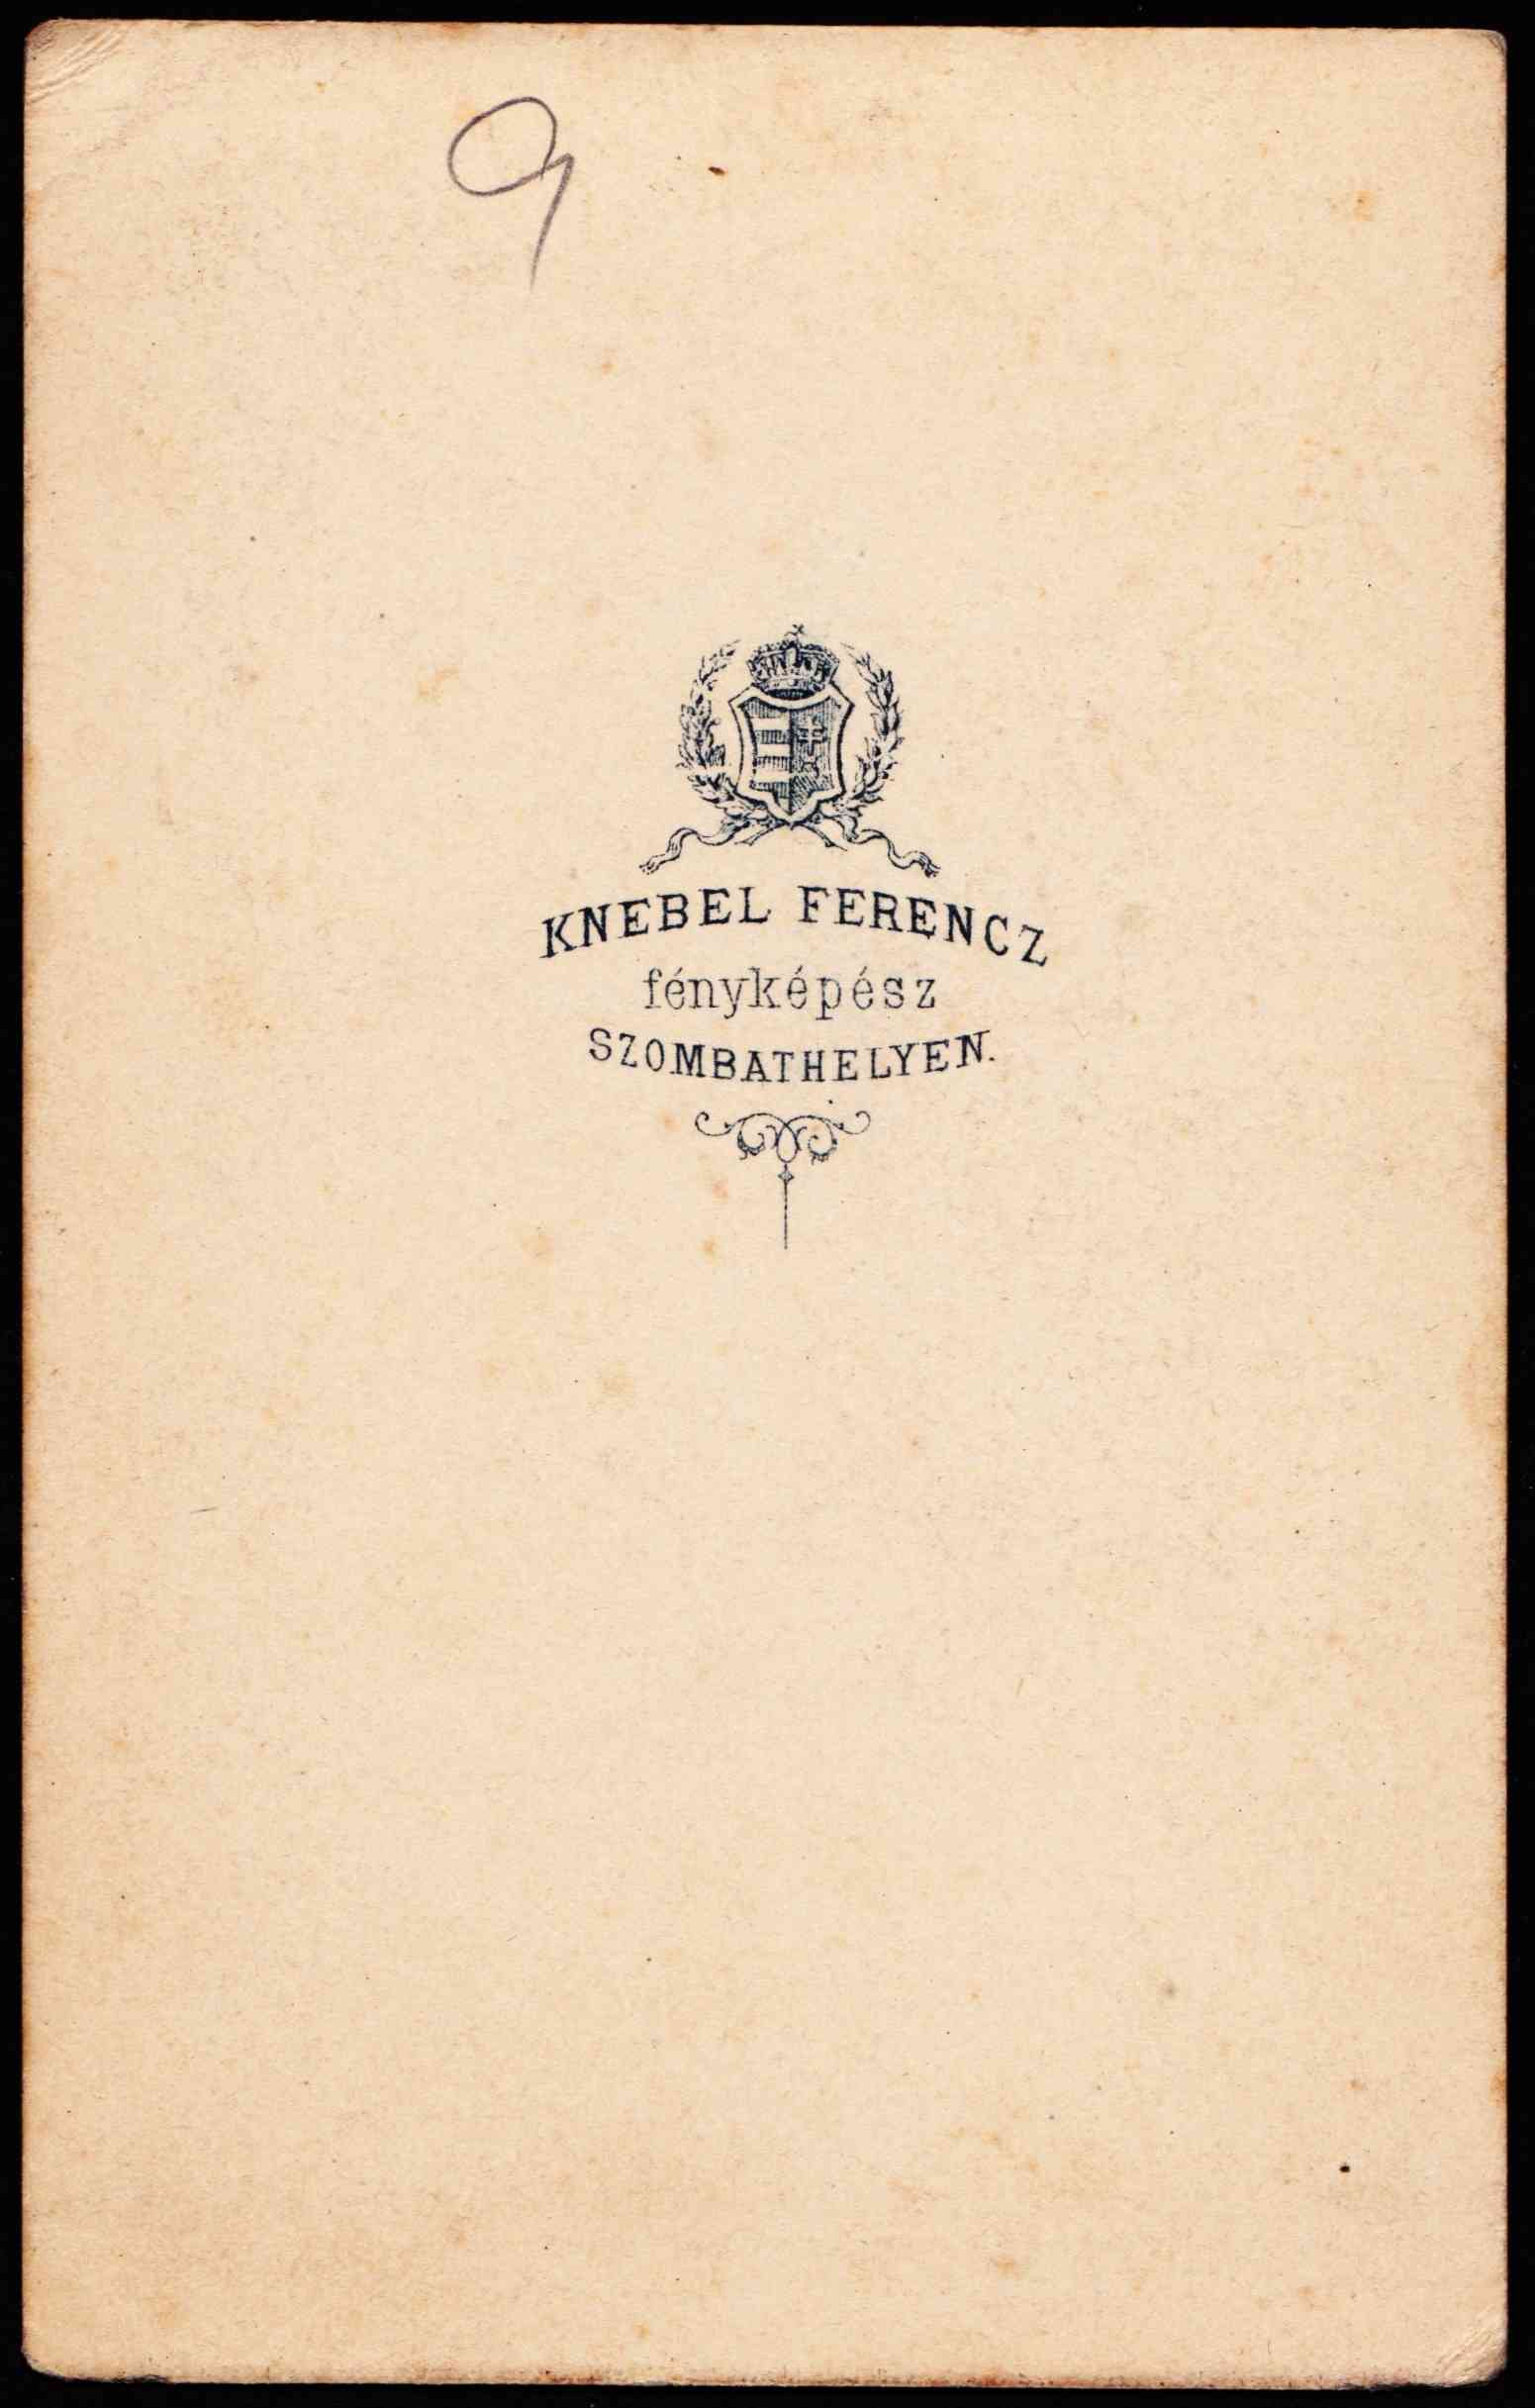 9
KNEBEL FERENCZ
fényképész
SZOMBATHELYEN.